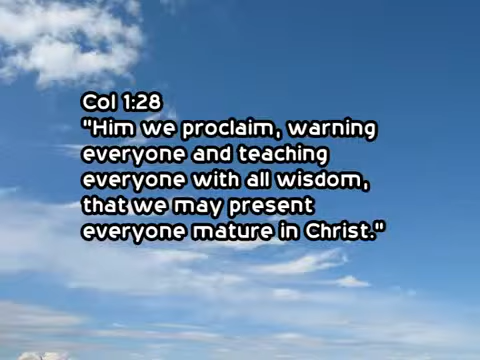 Col 1:28
"Him we proclaim, warning
everyone and teaching
everyone with all wisdom,
that we may present
everyone mature in Christ."